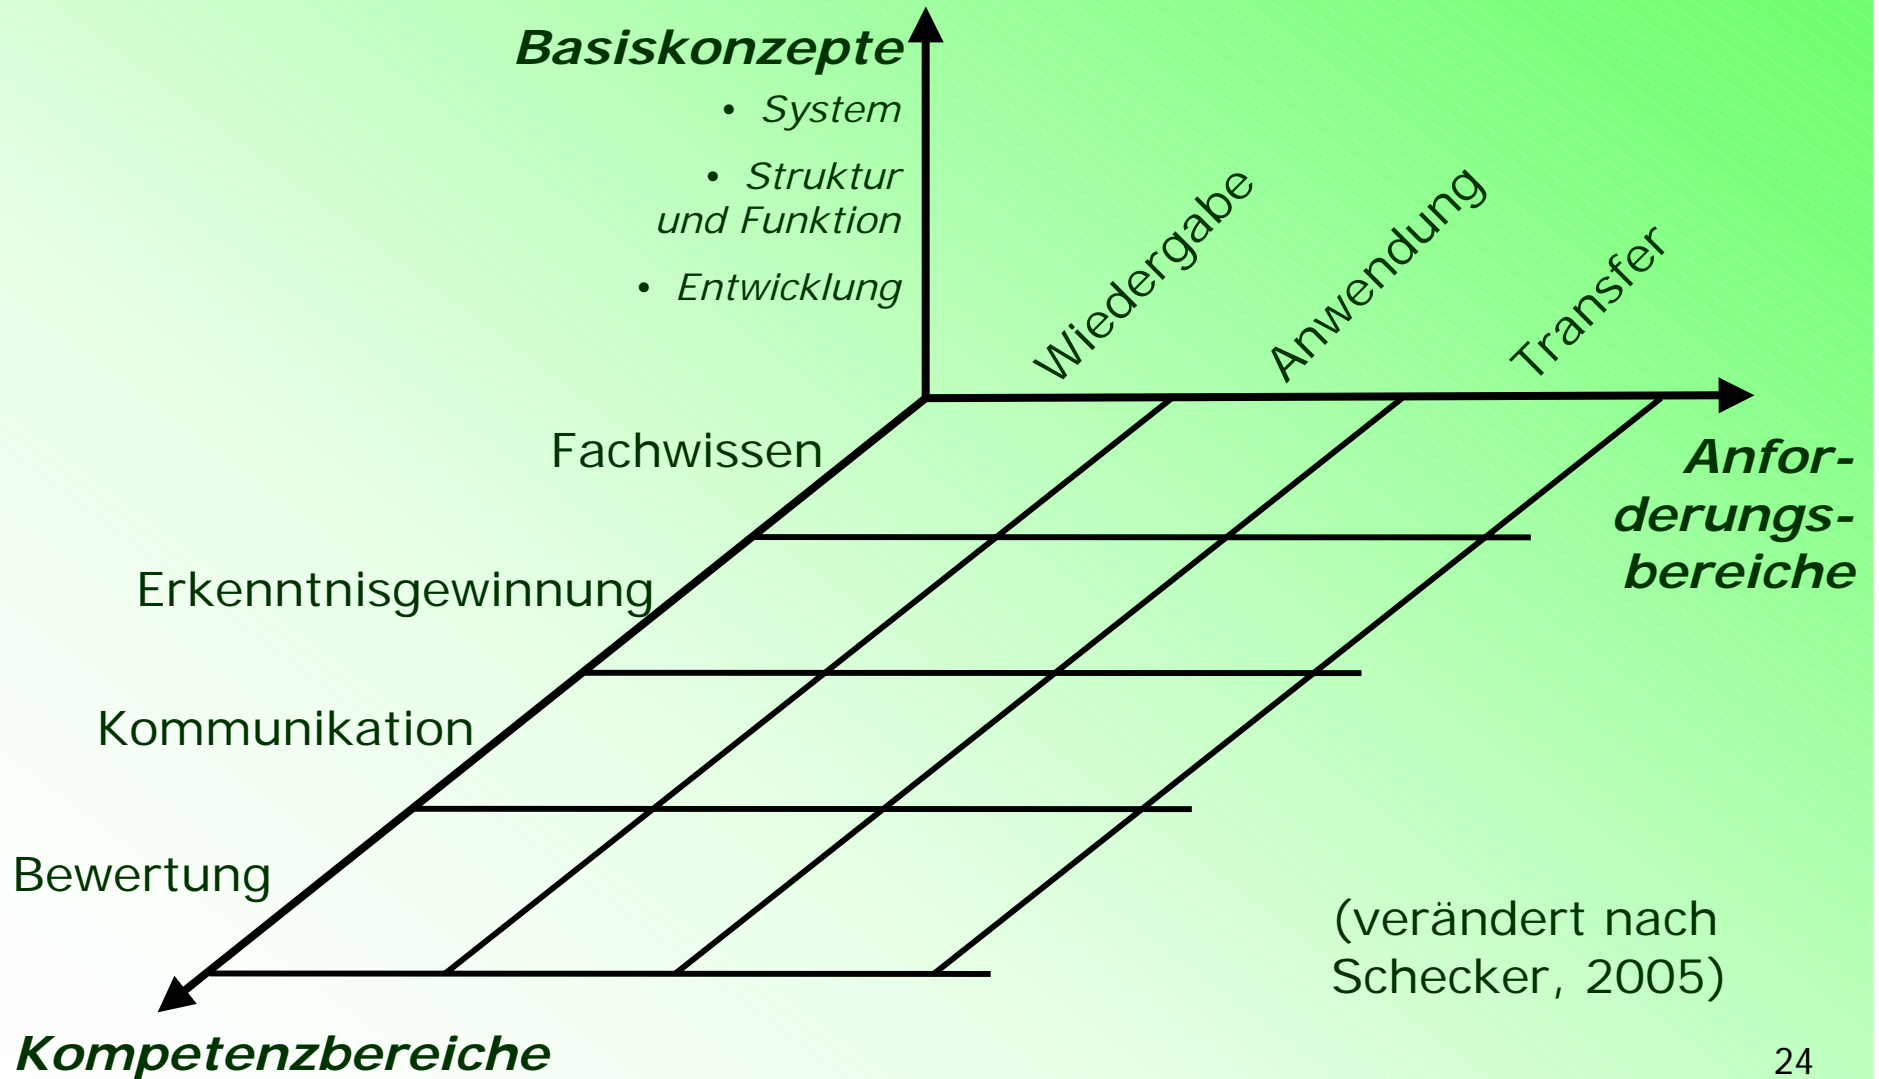 Basiskonzepte
• System
• Struktur
und Funktion
• Entwicklung
Wiedergabe
Anwendung
Transfer
Anfor-
derungs-
bereiche
Fachwissen
Erkenntnisgewinnung
Kommunikation
Bewertung
Kompetenzbereiche
(verändert nach
Schecker, 2005)
24